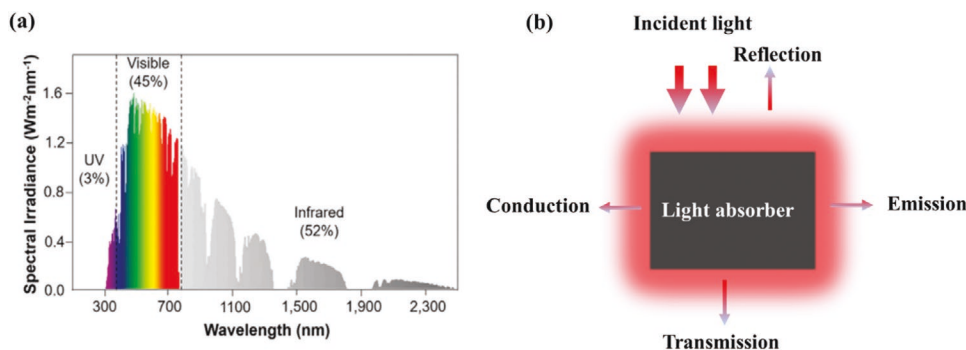 (a)
Visible
(45%)
UV
(3%)
Infrared
(52%)
Spectral Irradiance (Wm-2nm-1)
1.6
1.2
0.8
0.4
0.0
300 700 1100 1,500 1,900 2,300
Wavelength (nm)
(b)
Incident light
Reflection
Conduction
Light absorber
Emission
Transmission